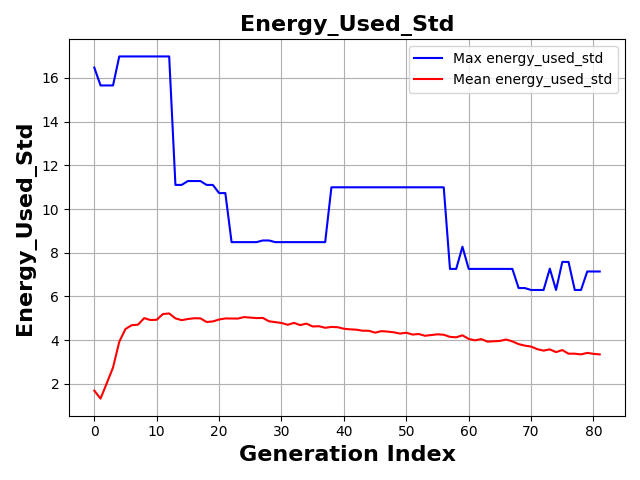 Energy_Used_Std
Max energy_used_std
Mean energy_used_std
Energy_Used_Std
16
14
12
10
8
6
4
2
0 10 20 30 40 50 60 70 80
Generation Index